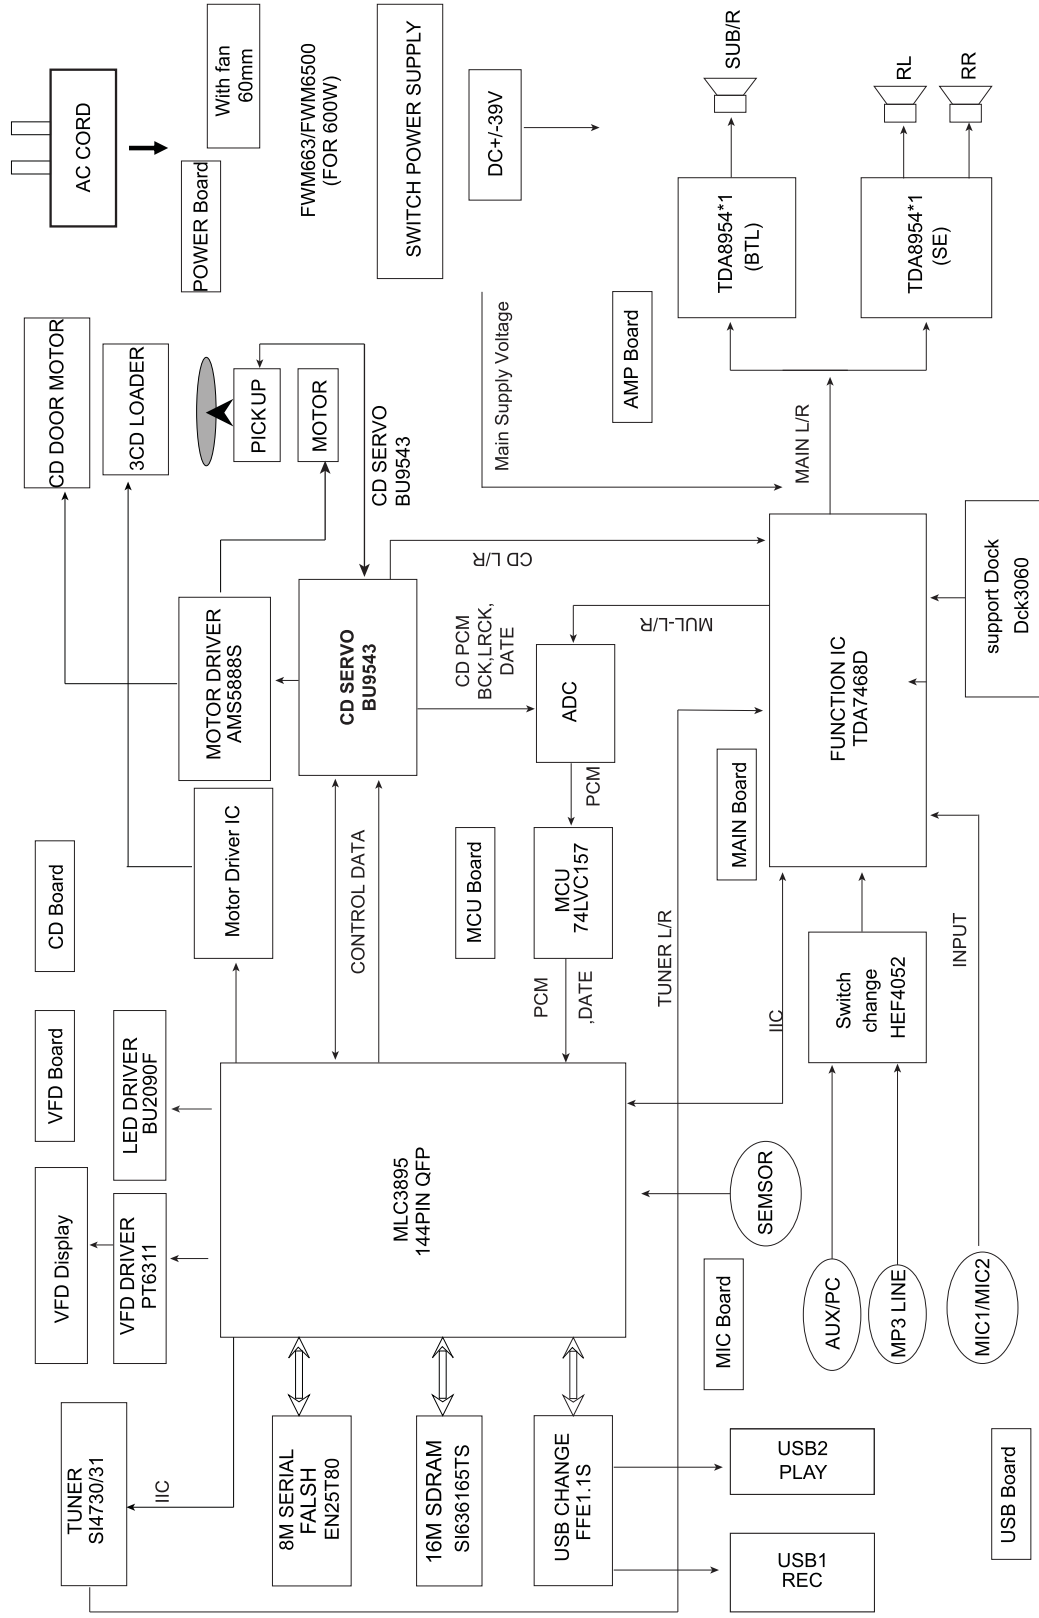 TUNER
SI4730/31
IIC
VFD Display
VFD DRIVER
PT6311
VFD Board
LED DRIVER
BU2090F
CD Board
Motor Driver IC
CD DOOR MOTOR
3CD LOADER
MOTOR DRIVER
AMS5888S
PICK UP
MOTOR
CD SERVO
BU9543
CD SERVO
BU9543
AC CORD
POWER Board
With fan
60mm
FWM663/FWM6500
(FOR 600W)
SWITCH POWER SUPPLY
DC+/-39V
Main Supply Voltage
8M SERIAL
FALSH
EN25T80
16M SDRAM
SI636165TS
USB CHANGE
FFE1.1S
MLC3895
144PIN QFP
CONTROL DATA
MCU Board
CD PCM
BCK,LRCK,
DATE
CD L/R
MUL-L/R
ADC
PCM
MCU
74LVC157
PCM
,DATE
TUNER L/R
AMP Board
SUB/R
TDA8954*1
(BTL)
RL
RR
TDA8954*1
(SE)
MAIN L/R
USB2
PLAY
USB1
REC
USB Board
MIC Board
SEMSOR
IIC
MAIN Board
FUNCTION IC
TDA7468D
AUX/PC
MP3 LINE
MIC1/MIC2
Switch
change
HEF4052
INPUT
support Dock
Dck3060